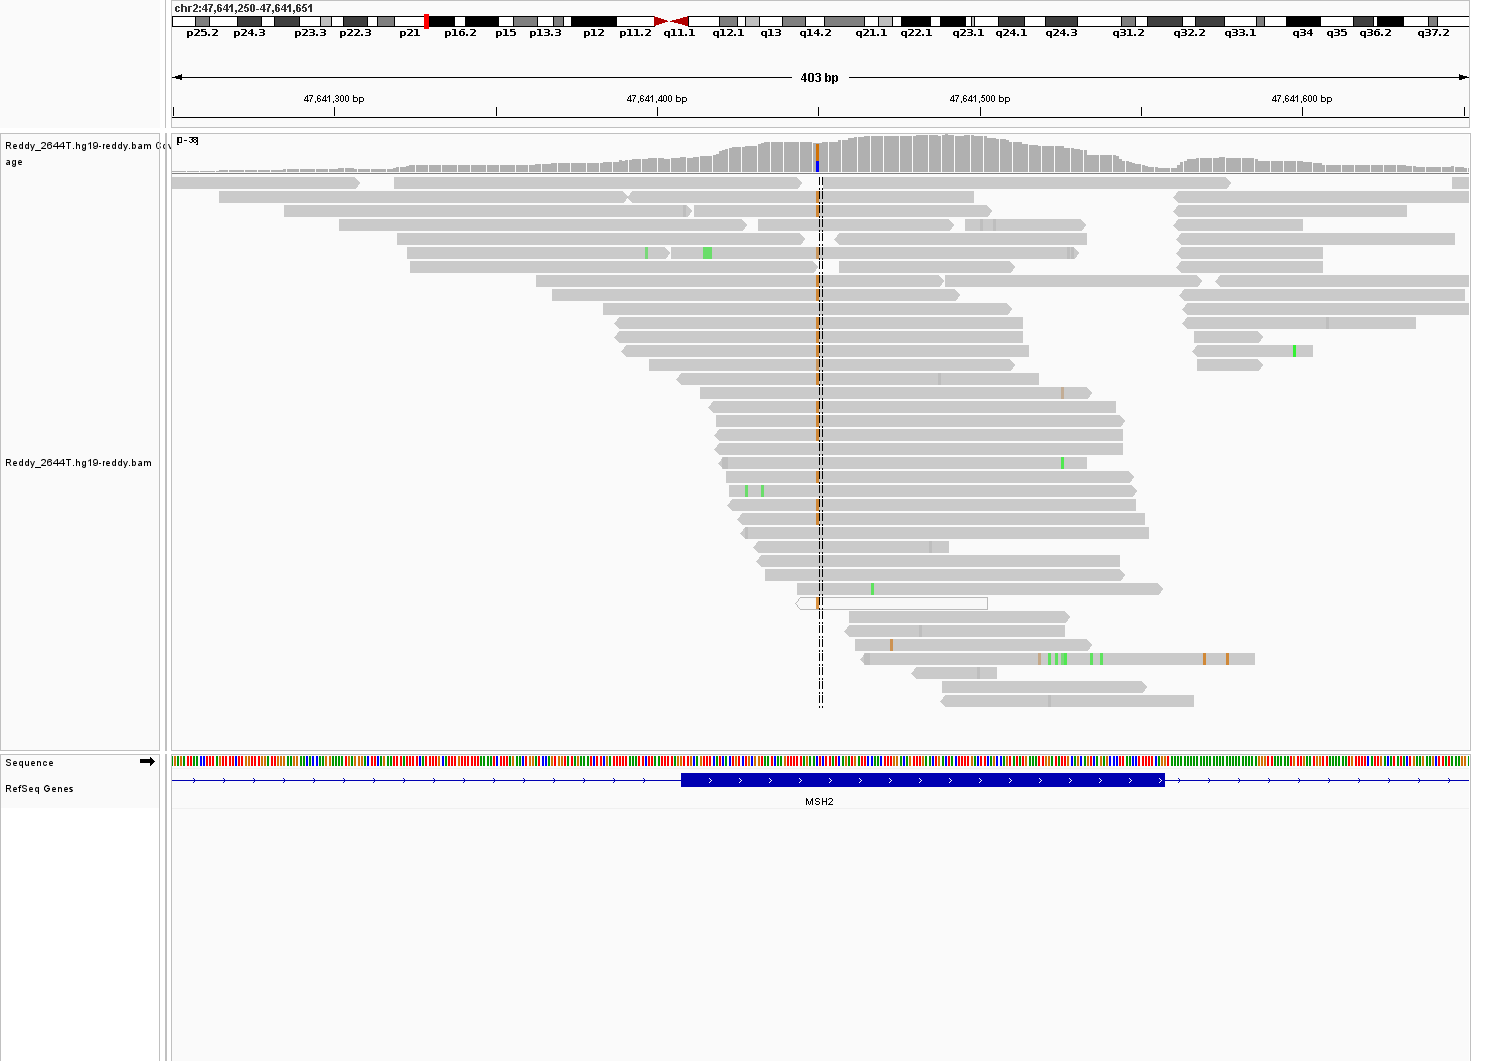 chr2:47,641,250-47,641,651
p25.2 p24.3 p23.3 p22.3 p21 p16.2 p15 p13.3 p12 p11.2 q11.1 q12.1 q13 q14.2 q21.1 q22.1 q23.1 q24.1 q24.3 q31.2 q32.2 q33.1 q34 q35 q36.2 q37.2
403 bp
47,641,300 bp 47,641,400 bp 47,641,500 bp 47,641,600 bp
Reddy_2644T.hg19-reddy.bam Cov
age
[0 - 38]
Reddy_2644T.hg19-reddy.bam
Sequence
RefSeq Genes
MSH2